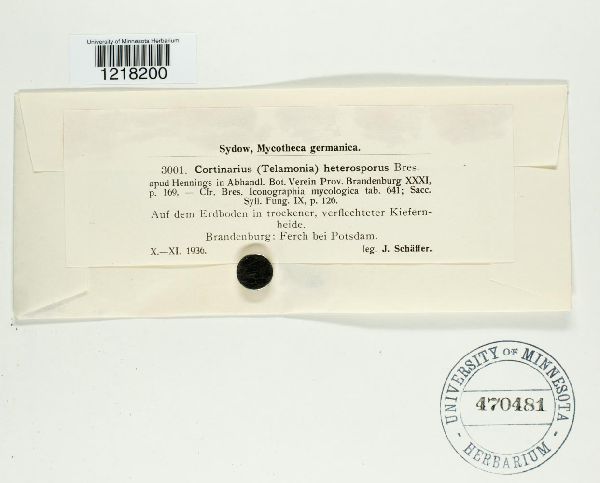 University of Minnesota Herbarium
1218200
Sydow, Mycotheca germanica.
3001. Cortinarius (Telamonia) heterosporus Bres.
apud Hennings in Abhandl. Bot. Verein Prov. Brandenburg XXXI,
p. 169. — Cfr. Bres. Iconographia mycologica tab. 641; Sacc.
Syll. Fung. IX, p. 126.
Auf dem Erdboden in trockener, verflechteter Kiefern-
heide.
Brandenburg: Ferch bei Potsdam.
X.—XI. 1936. leg. J. Schäffer.
UNIVERSITY OF MINNESOTA
470481
- HERBARIUM -